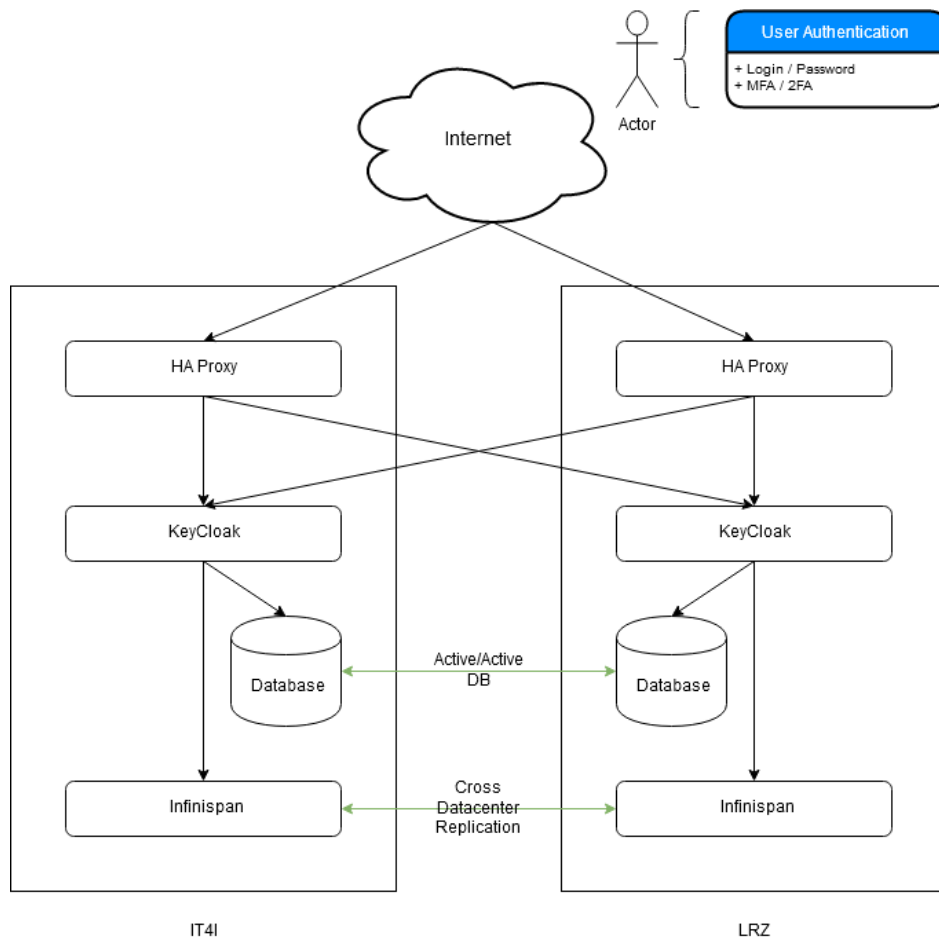 User Authentication
+ Login / Password
+ MFA / 2FA
Actor
Internet
HA Proxy
HA Proxy
KeyCloak
KeyCloak
Active/Active
DB
Database
Database
Cross
Datacenter
Replication
Infinispan
Infinispan
IT4I
LRZ